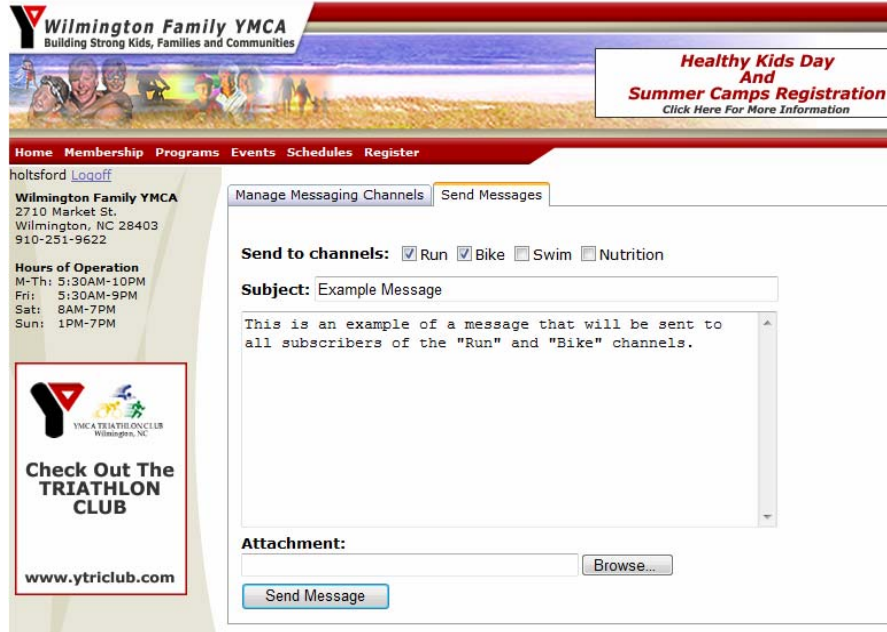 Wilmington Family YMCA
Building Strong Kids, Families and Communities
Healthy Kids Day
And
Summer Camps Registration
Click Here For More Information
Home Membership Programs Events Schedules Register
holtsford Logoff
Wilmington Family YMCA
2710 Market St.
Wilmington, NC 28403
910-251-9622
Hours of Operation
M-Th: 5:30AM-10PM
Fri: 5:30AM-9PM
Sat: 8AM-7PM
Sun: 1PM-7PM
YMCA TRIATHLON CLUB
Wilmington, NC
Check Out The
TRIATHLON
CLUB
www.ytriclub.com
Manage Messaging Channels Send Messages
Send to channels: Run Bike Swim Nutrition
Subject: Example Message
This is an example of a message that will be sent to
all subscribers of the "Run" and "Bike" channels.
Attachment:
Browse...
Send Message